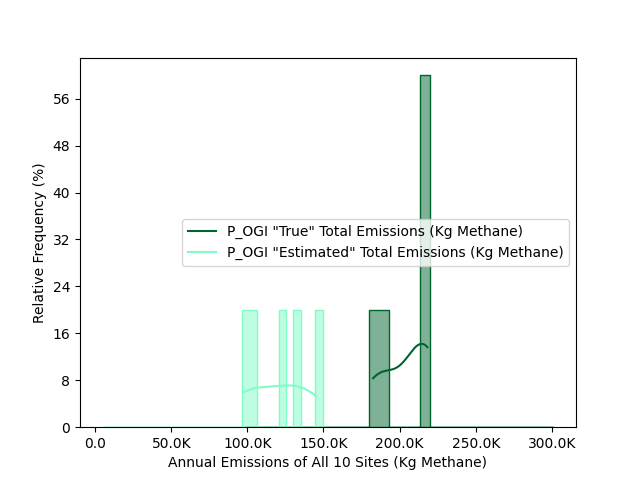 56
48
40
32
24
16
8
0
Relative Frequency (%)
P_OGI "True" Total Emissions (Kg Methane)
P_OGI "Estimated" Total Emissions (Kg Methane)
0.0 50.0K 100.0K 150.0K 200.0K 250.0K 300.0K
Annual Emissions of All 10 Sites (Kg Methane)